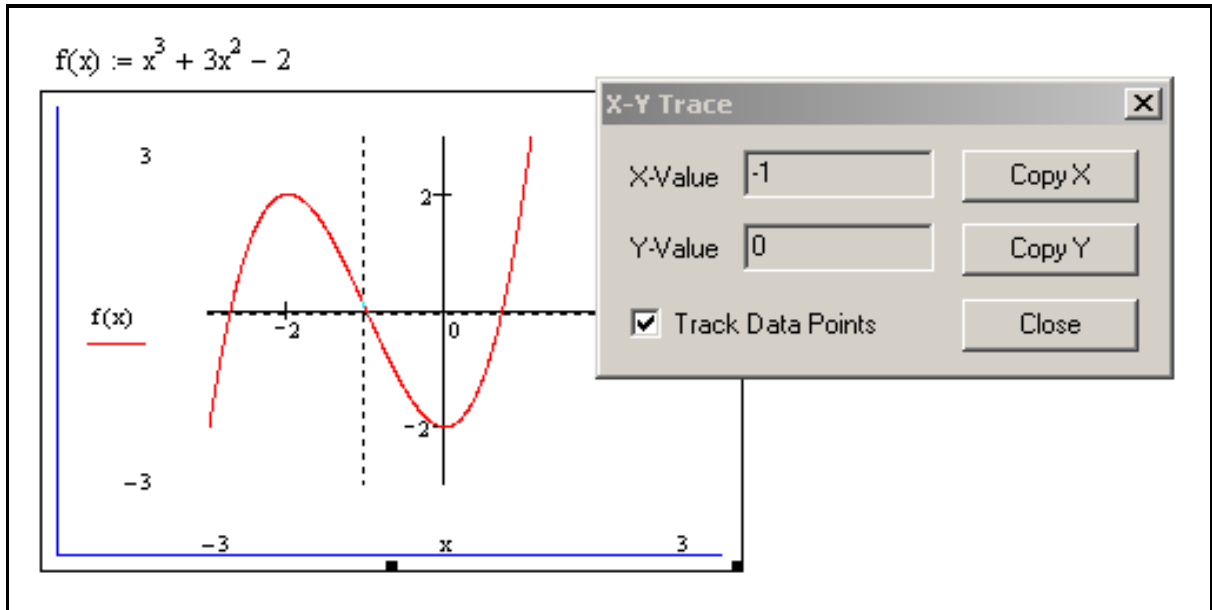 f(x) := x³ + 3x² − 2
X-Y Trace
X-Value -1 Copy X
Y-Value 0 Copy Y
Track Data Points Close
3
2
f(x)
−2 0
−2
−3
−3 x 3